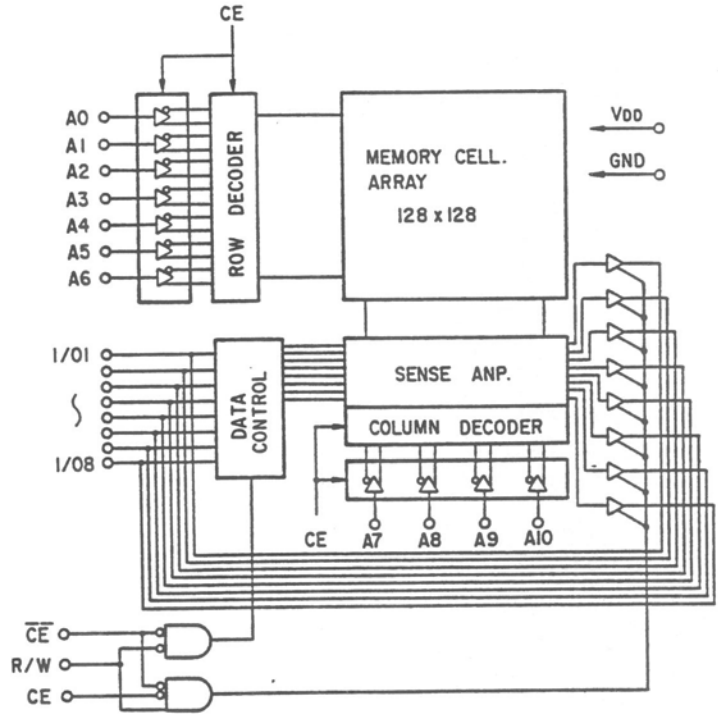 CE
A0
A1
A2
A3
A4
A5
A6
ROW DECODER
MEMORY CELL.
ARRAY
128 x 128
VDD
GND
I/O1
I/O8
DATA
CONTROL
SENSE ANP.
COLUMN DECODER
CE
A7
A8
A9
A10
C̅E̅
R/W
CE